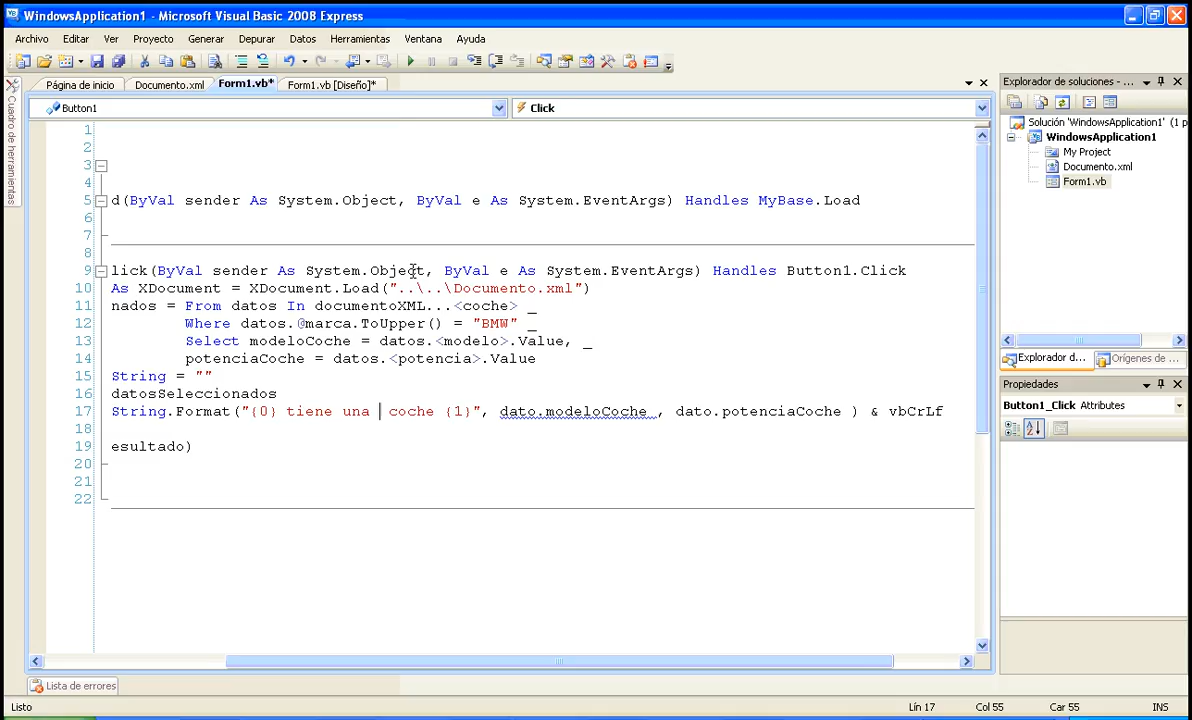 WindowsApplication1 - Microsoft Visual Basic 2008 Express
Archivo Editar Ver Proyecto Generar Depurar Datos Herramientas Ventana Ayuda
Página de inicio Documento.xml Form1.vb* Form1.vb [Diseño]*
Button1 Click
Cuadro de herramientas
1
2
3
4
5 d(ByVal sender As System.Object, ByVal e As System.EventArgs) Handles MyBase.Load
6
7
8
9 lick(ByVal sender As System.Object, ByVal e As System.EventArgs) Handles Button1.Click
10 As XDocument = XDocument.Load("..\..\Documento.xml")
11 nados = From datos In documentoXML...<coche> _
12 Where datos.@marca.ToUpper() = "BMW" _
13 Select modeloCoche = datos.<modelo>.Value, _
14 potenciaCoche = datos.<potencia>.Value
15 String = ""
16 datosSeleccionados
17 String.Format("{0} tiene una  coche {1}", dato.modeloCoche , dato.potenciaCoche ) & vbCrLf
18
19 esultado)
20
21
22
Explorador de soluciones - ...
Solución 'WindowsApplication1' (1 p
WindowsApplication1
My Project
Documento.xml
Form1.vb
Explorador d... Orígenes de ...
Propiedades
Button1_Click Attributes
Lista de errores
Listo Lín 17 Col 55 Car 55 INS